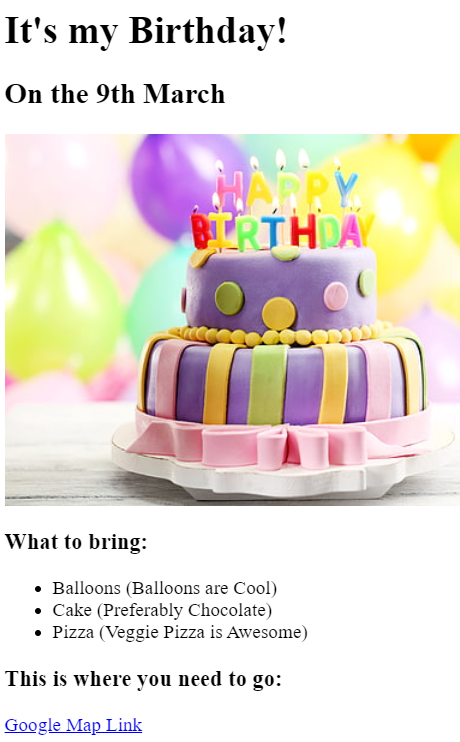 It's my Birthday!
On the 9th March
HAPPY
BIRTHDAY
What to bring:
Balloons (Balloons are Cool)
Cake (Preferably Chocolate)
Pizza (Veggie Pizza is Awesome)
This is where you need to go:
Google Map Link